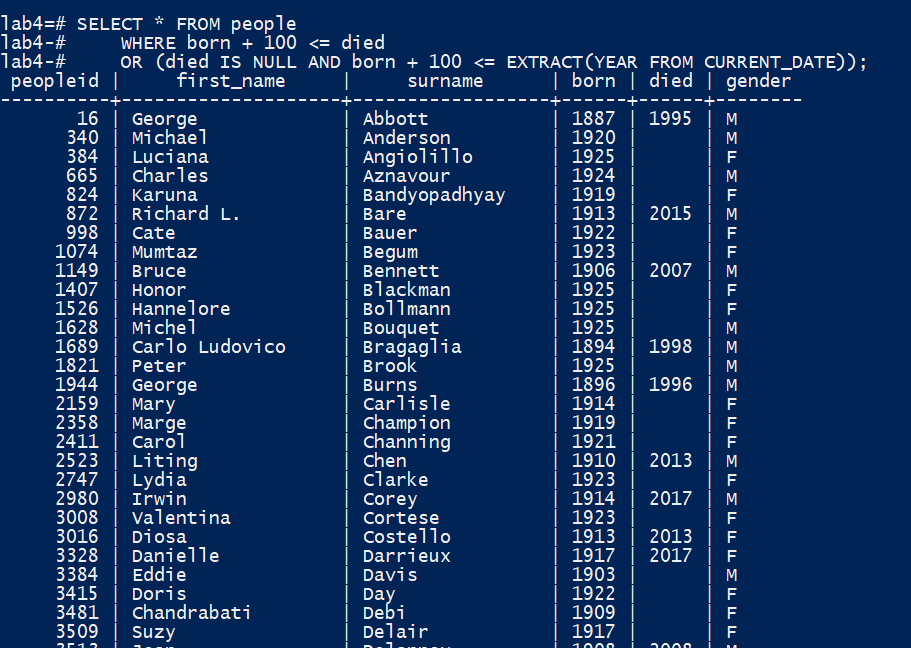 lab4=# SELECT * FROM people
lab4-#     WHERE born + 100 <= died
lab4-#     OR (died IS NULL AND born + 100 <= EXTRACT(YEAR FROM CURRENT_DATE));
 peopleid |     first_name     |     surname      | born | died | gender
----------+--------------------+------------------+------+------+--------
       16 | George             | Abbott           | 1887 | 1995 | M
      340 | Michael            | Anderson         | 1920 |      | M
      384 | Luciana            | Angiolillo       | 1925 |      | F
      665 | Charles            | Aznavour         | 1924 |      | M
      824 | Karuna             | Bandyopadhyay    | 1919 |      | F
      872 | Richard L.         | Bare             | 1913 | 2015 | M
      998 | Cate               | Bauer            | 1922 |      | F
     1074 | Mumtaz             | Begum            | 1923 |      | F
     1149 | Bruce              | Bennett          | 1906 | 2007 | M
     1407 | Honor              | Blackman         | 1925 |      | F
     1526 | Hannelore          | Bollmann         | 1925 |      | F
     1628 | Michel             | Bouquet          | 1925 |      | M
     1689 | Carlo Ludovico     | Bragaglia        | 1894 | 1998 | M
     1821 | Peter              | Brook            | 1925 |      | M
     1944 | George             | Burns            | 1896 | 1996 | M
     2159 | Mary               | Carlisle         | 1914 |      | F
     2358 | Marge              | Champion         | 1919 |      | F
     2411 | Carol              | Channing         | 1921 |      | F
     2523 | Liting             | Chen             | 1910 | 2013 | M
     2747 | Lydia              | Clarke           | 1923 |      | F
     2980 | Irwin              | Corey            | 1914 | 2017 | M
     3008 | Valentina          | Cortese          | 1923 |      | F
     3016 | Diosa              | Costello         | 1913 | 2013 | F
     3328 | Danielle           | Darrieux         | 1917 | 2017 | F
     3384 | Eddie              | Davis            | 1903 |      | M
     3415 | Doris              | Day              | 1922 |      | F
     3481 | Chandrabati        | Debi             | 1909 |      | F
     3509 | Suzy               | Delair           | 1917 |      | F